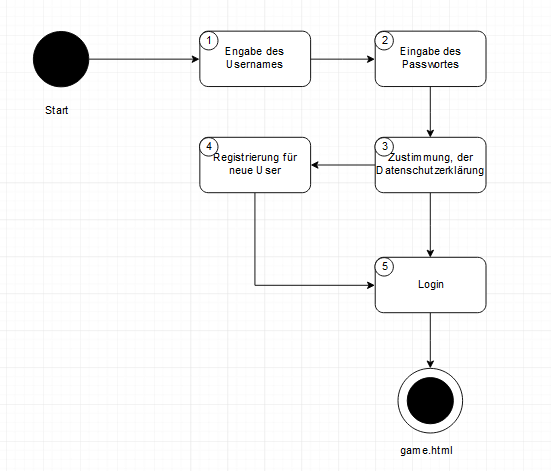 1
Engabe des
Usernames
2
Eingabe des
Passwortes
Start
3
Zustimmung, der
Datenschutzerklärung
4
Registrierung für
neue User
5
Login
game.html